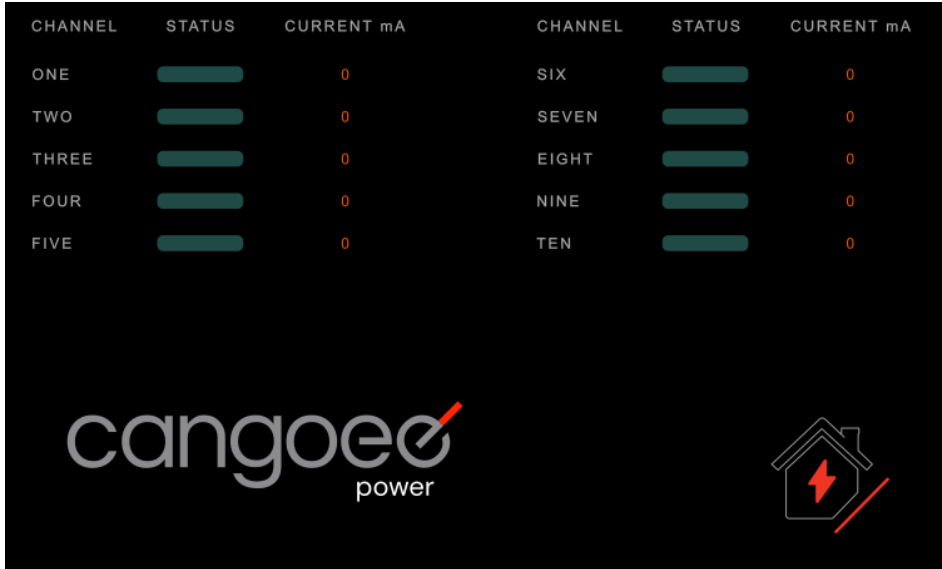 CHANNEL STATUS CURRENT mA CHANNEL STATUS CURRENT mA
ONE 0 SIX 0
TWO 0 SEVEN 0
THREE 0 EIGHT 0
FOUR 0 NINE 0
FIVE 0 TEN 0
cangoee
power